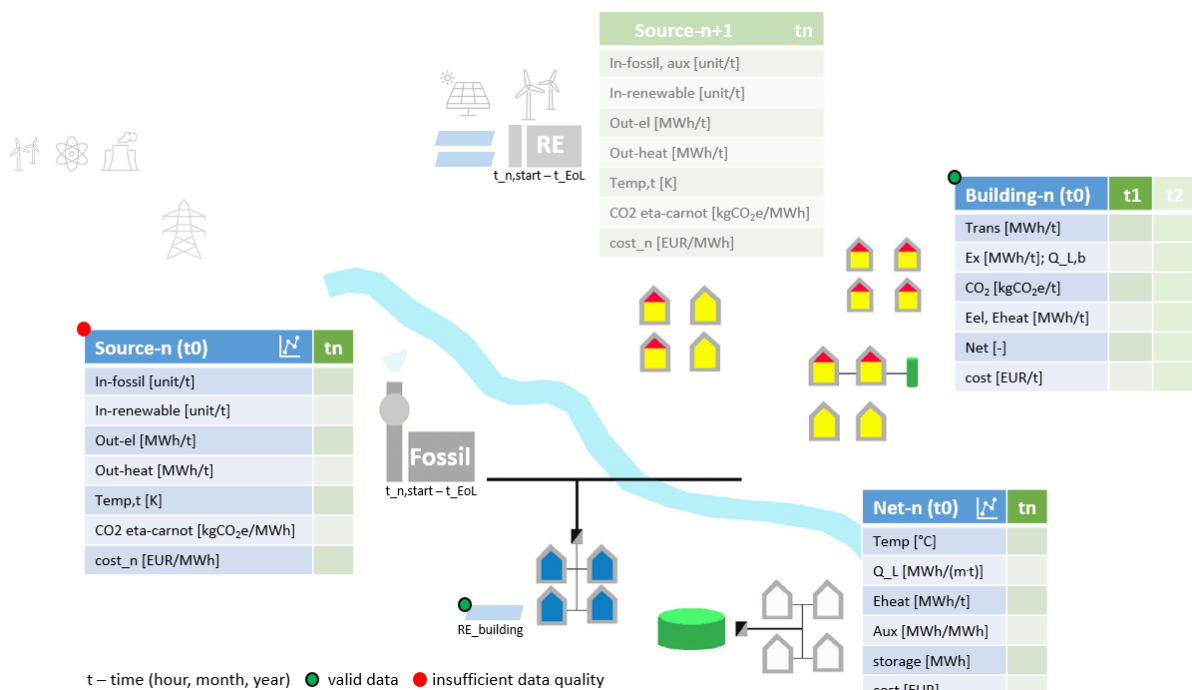 Source-n+1 tn
In-fossil, aux [unit/t]
In-renewable [unit/t]
Out-el [MWh/t]
Out-heat [MWh/t]
Temp,t [K]
CO2 eta-carnot [kgCO₂e/MWh]
cost_n [EUR/MWh]
RE
t_n,start – t_EoL
Building-n (t0) t1 t2
Trans [MWh/t]
Ex [MWh/t]; Q_L,b
CO₂ [kgCO₂e/t]
Eel, Eheat [MWh/t]
Net [-]
cost [EUR/t]
Source-n (t0) tn
In-fossil [unit/t]
In-renewable [unit/t]
Out-el [MWh/t]
Out-heat [MWh/t]
Temp,t [K]
CO2 eta-carnot [kgCO₂e/MWh]
cost_n [EUR/MWh]
Fossil
t_n,start – t_EoL
Net-n (t0) tn
Temp [°C]
Q_L [MWh/(m·t)]
Eheat [MWh/t]
Aux [MWh/MWh]
storage [MWh]
cost [EUR]
RE_building
t – time (hour, month, year) valid data insufficient data quality